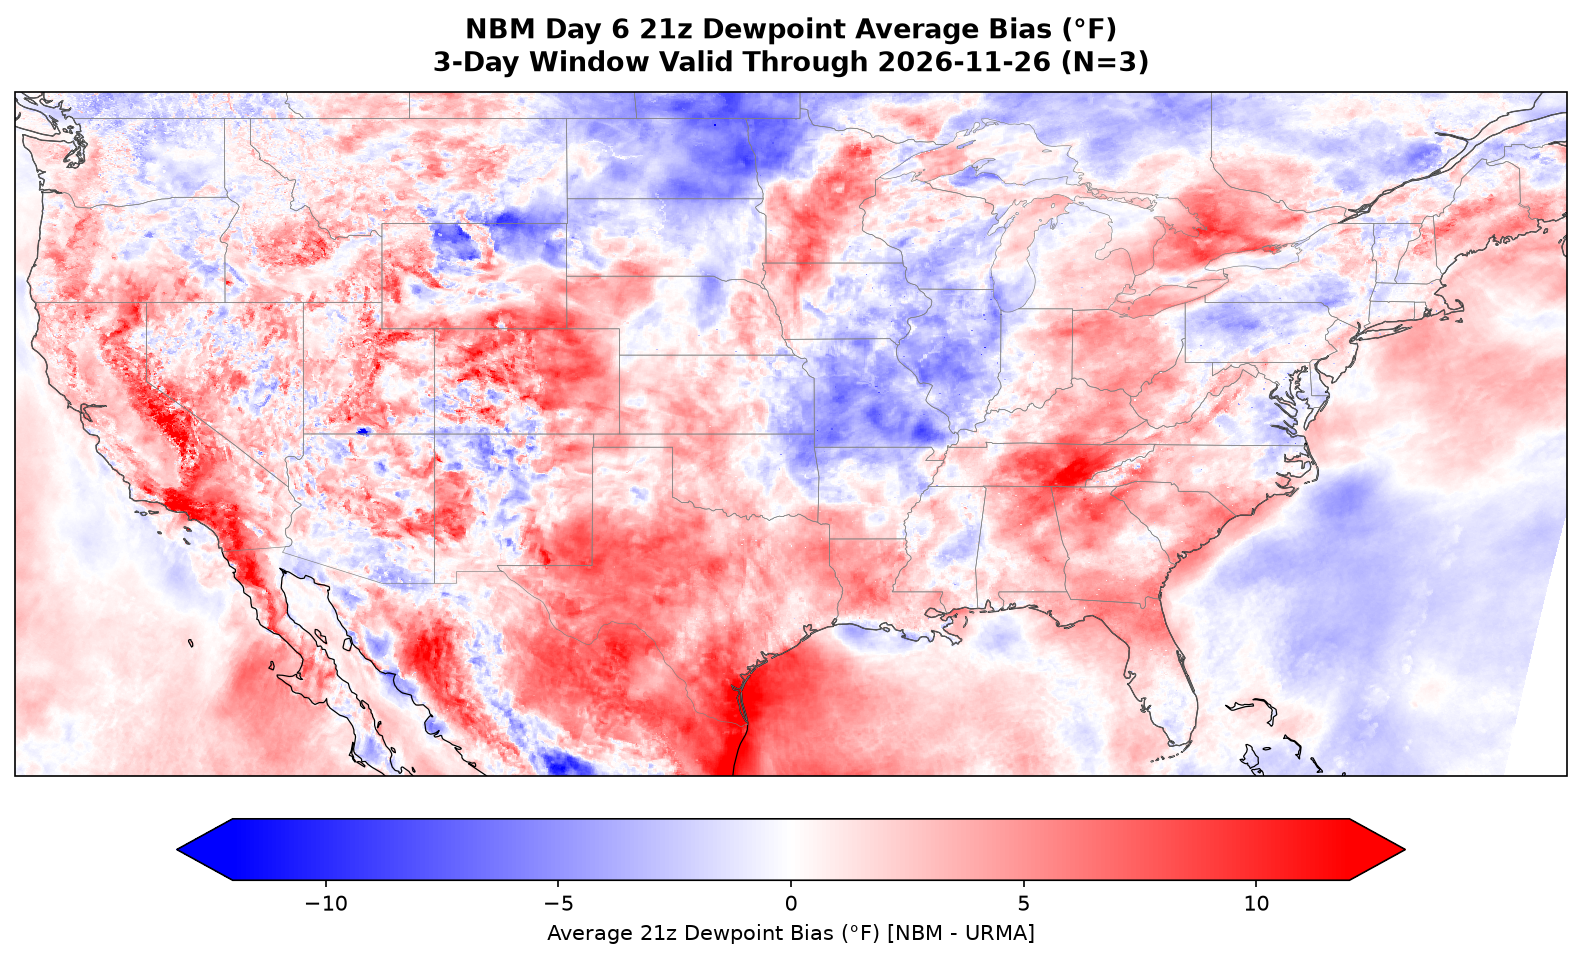 NBM Day 6 21z Dewpoint Average Bias (°F)
3-Day Window Valid Through 2026-11-26 (N=3)
−10 −5 0 5 10
Average 21z Dewpoint Bias (°F) [NBM - URMA]